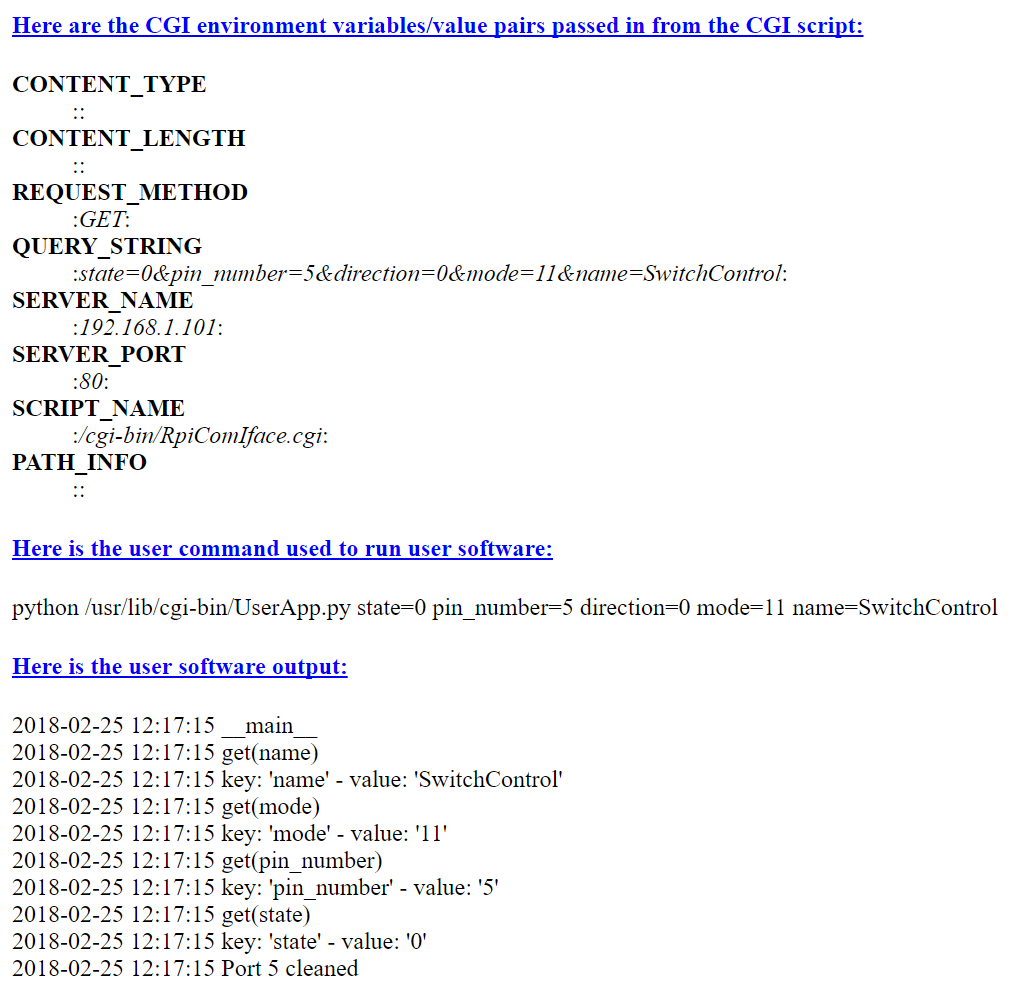 Here are the CGI environment variables/value pairs passed in from the CGI script:
CONTENT_TYPE
::
CONTENT_LENGTH
::
REQUEST_METHOD
:GET:
QUERY_STRING
:state=0&pin_number=5&direction=0&mode=11&name=SwitchControl:
SERVER_NAME
:192.168.1.101:
SERVER_PORT
:80:
SCRIPT_NAME
:/cgi-bin/RpiComIface.cgi:
PATH_INFO
::
Here is the user command used to run user software:
python /usr/lib/cgi-bin/UserApp.py state=0 pin_number=5 direction=0 mode=11 name=SwitchControl
Here is the user software output:
2018-02-25 12:17:15 __main__
2018-02-25 12:17:15 get(name)
2018-02-25 12:17:15 key: 'name' - value: 'SwitchControl'
2018-02-25 12:17:15 get(mode)
2018-02-25 12:17:15 key: 'mode' - value: '11'
2018-02-25 12:17:15 get(pin_number)
2018-02-25 12:17:15 key: 'pin_number' - value: '5'
2018-02-25 12:17:15 get(state)
2018-02-25 12:17:15 key: 'state' - value: '0'
2018-02-25 12:17:15 Port 5 cleaned